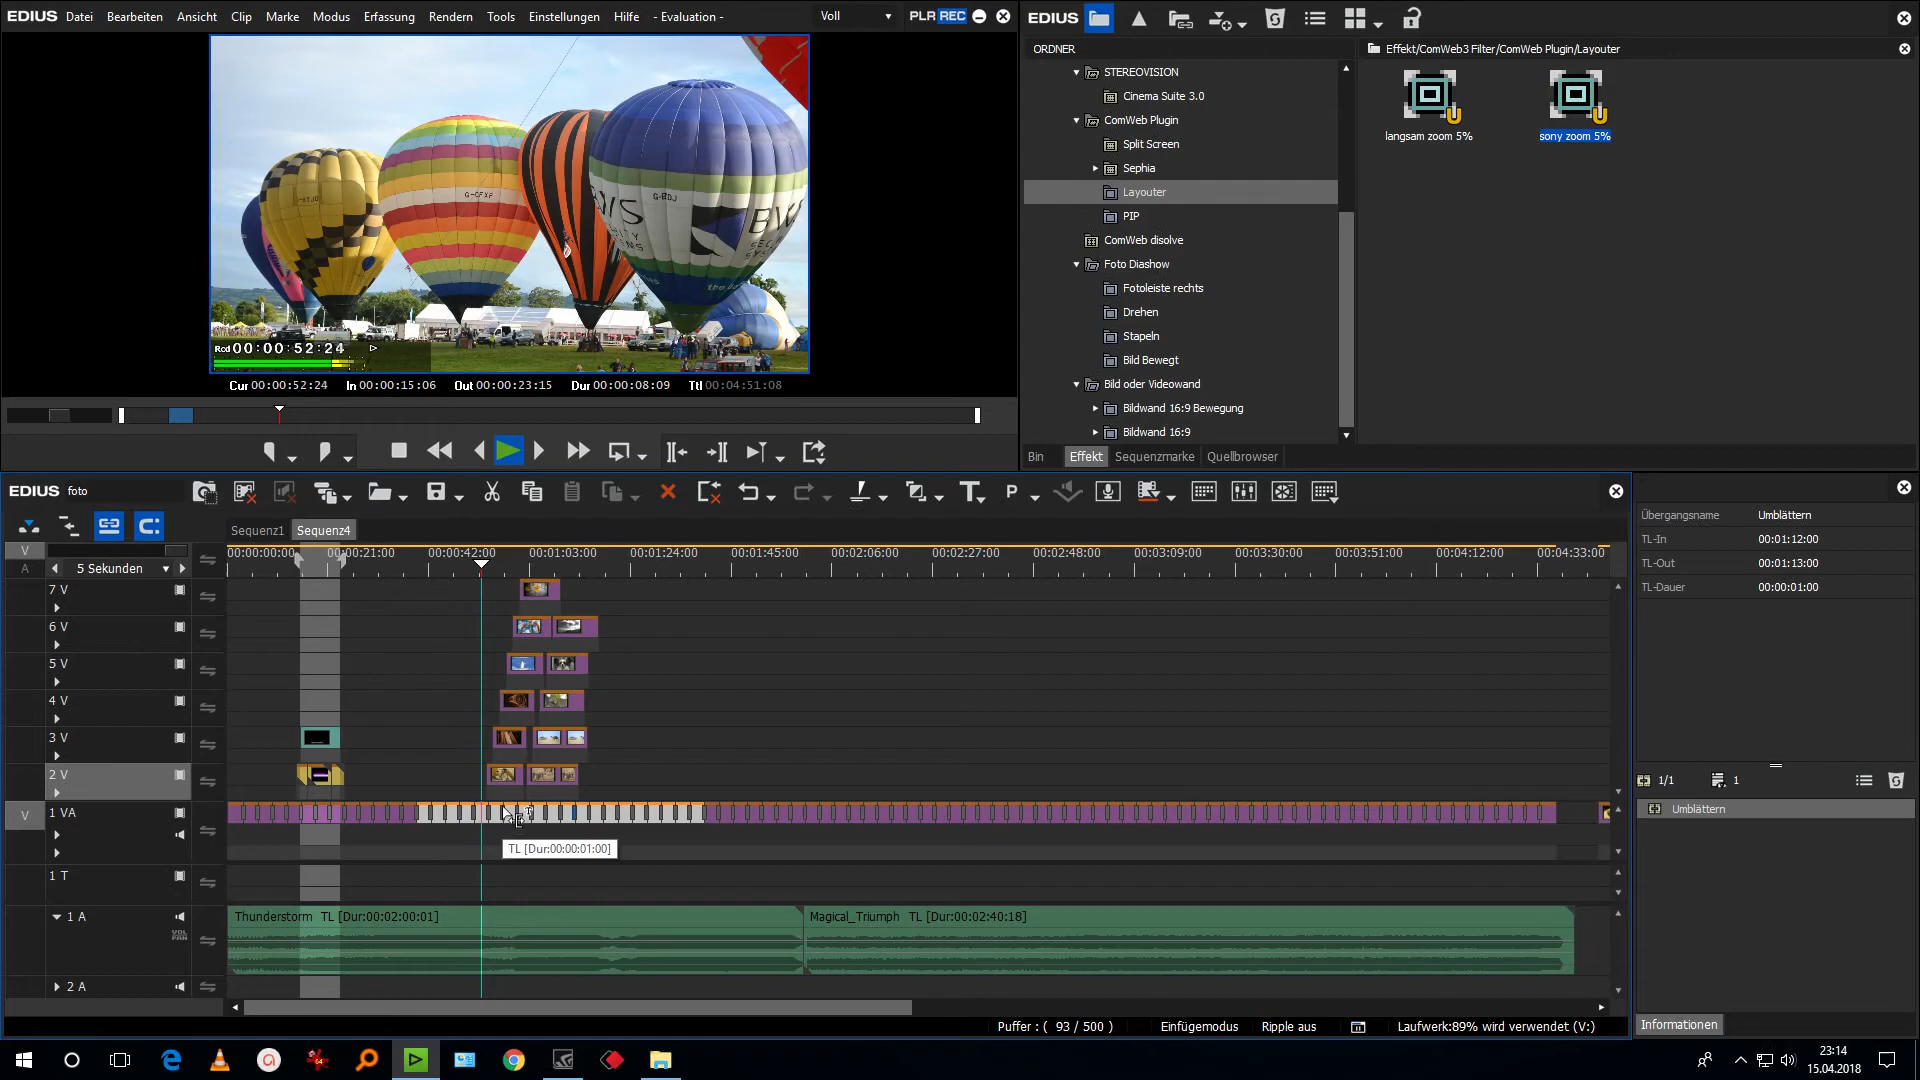 EDIUS Datei Bearbeiten Ansicht Clip Marke Modus Erfassung Rendern Tools Einstellungen Hilfe - Evaluation - Voll PLR REC
G-CFXP
G-BTJU
G-BIDJ
Rcd 00:00:52:24
Cur 00:00:52:24 In 00:00:15:06 Out 00:00:23:15 Dur 00:00:08:09 Ttl 00:04:51:08
EDIUS
ORDNER
STEREOVISION
Cinema Suite 3.0
ComWeb Plugin
Split Screen
Sephia
Layouter
PIP
ComWeb disolve
Foto Diashow
Fotoleiste rechts
Drehen
Stapeln
Bild Bewegt
Bild oder Videowand
Bildwand 16:9 Bewegung
Bildwand 16:9
Bin Effekt Sequenzmarke Quellbrowser
Effekt/ComWeb3 Filter/ComWeb Plugin/Layouter
langsam zoom 5% sony zoom 5%
EDIUS foto
Sequenz1 Sequenz4
V
A
5 Sekunden
00:00:00:00 00:00:21:00 00:00:42:00 00:01:03:00 00:01:24:00 00:01:45:00 00:02:06:00 00:02:27:00 00:02:48:00 00:03:09:00 00:03:30:00 00:03:51:00 00:04:12:00 00:04:33:00
7 V
6 V
5 V
4 V
3 V
2 V
V 1 VA
TL [Dur:00:00:01:00]
1 T
1 A
VOL
PAN
Thunderstorm TL [Dur:00:02:00:01] Magical_Triumph TL [Dur:00:02:40:18]
2 A
Puffer : ( 93 / 500 ) Einfügemodus Ripple aus Laufwerk:89% wird verwendet (V:)
Übergangsname Umblättern
TL-In 00:01:12:00
TL-Out 00:01:13:00
TL-Dauer 00:00:01:00
1/1 1
Umblättern
Informationen
23:14
15.04.2018